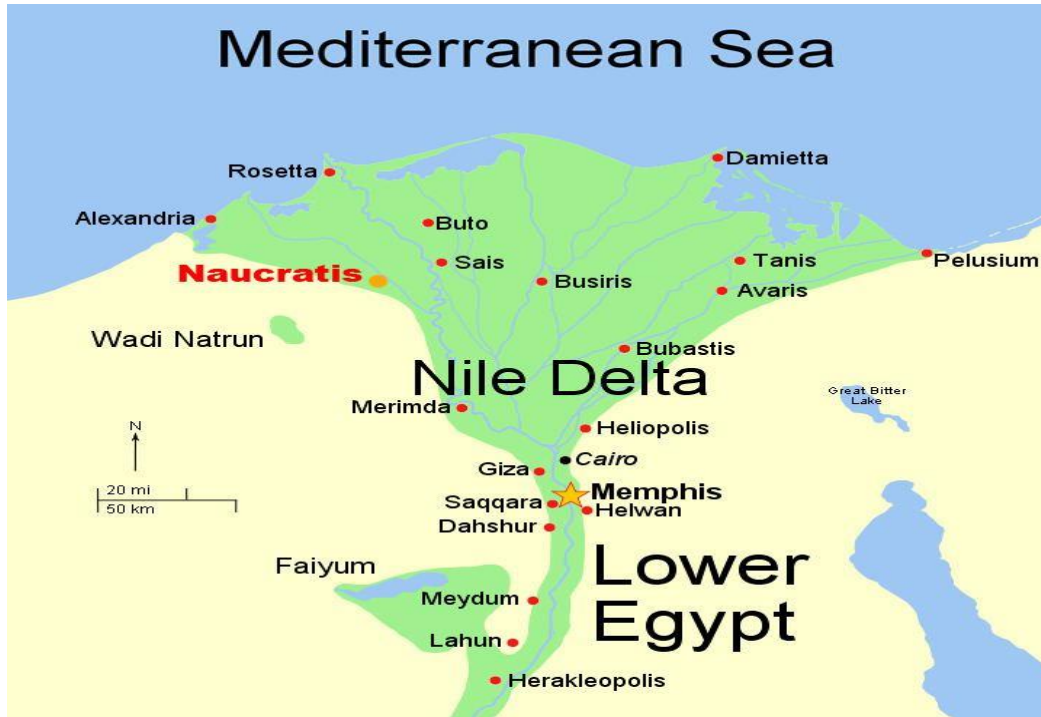 Mediterranean Sea
Damietta
Rosetta
Alexandria
Buto
Pelusium
Sais
Tanis
Naucratis
Busiris
Avaris
Wadi Natrun
Bubastis
Nile Delta
Great Bitter
Lake
Merimda
N
Heliopolis
Cairo
Giza
20 mi
50 km
Memphis
Saqqara
Helwan
Dahshur
Lower
Egypt
Faiyum
Meydum
Lahun
Herakleopolis